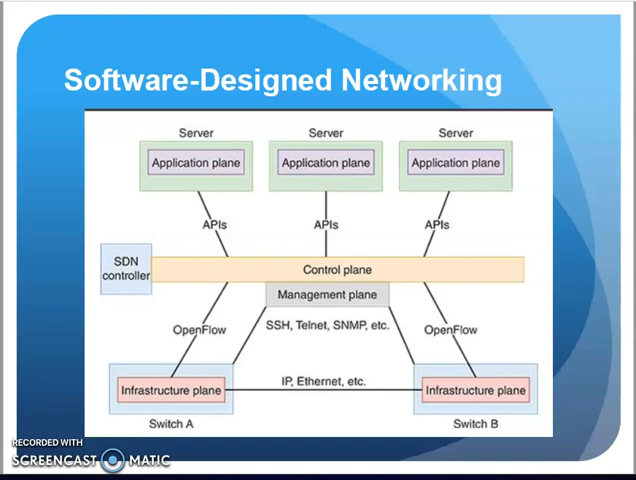 Software-Designed Networking
Server Server Server
Application plane Application plane Application plane
APIs APIs APIs
SDN
controller
Control plane
Management plane
OpenFlow SSH, Telnet, SNMP, etc. OpenFlow
IP, Ethernet, etc.
Infrastructure plane Infrastructure plane
Switch A Switch B
RECORDED WITH
SCREENCAST MATIC